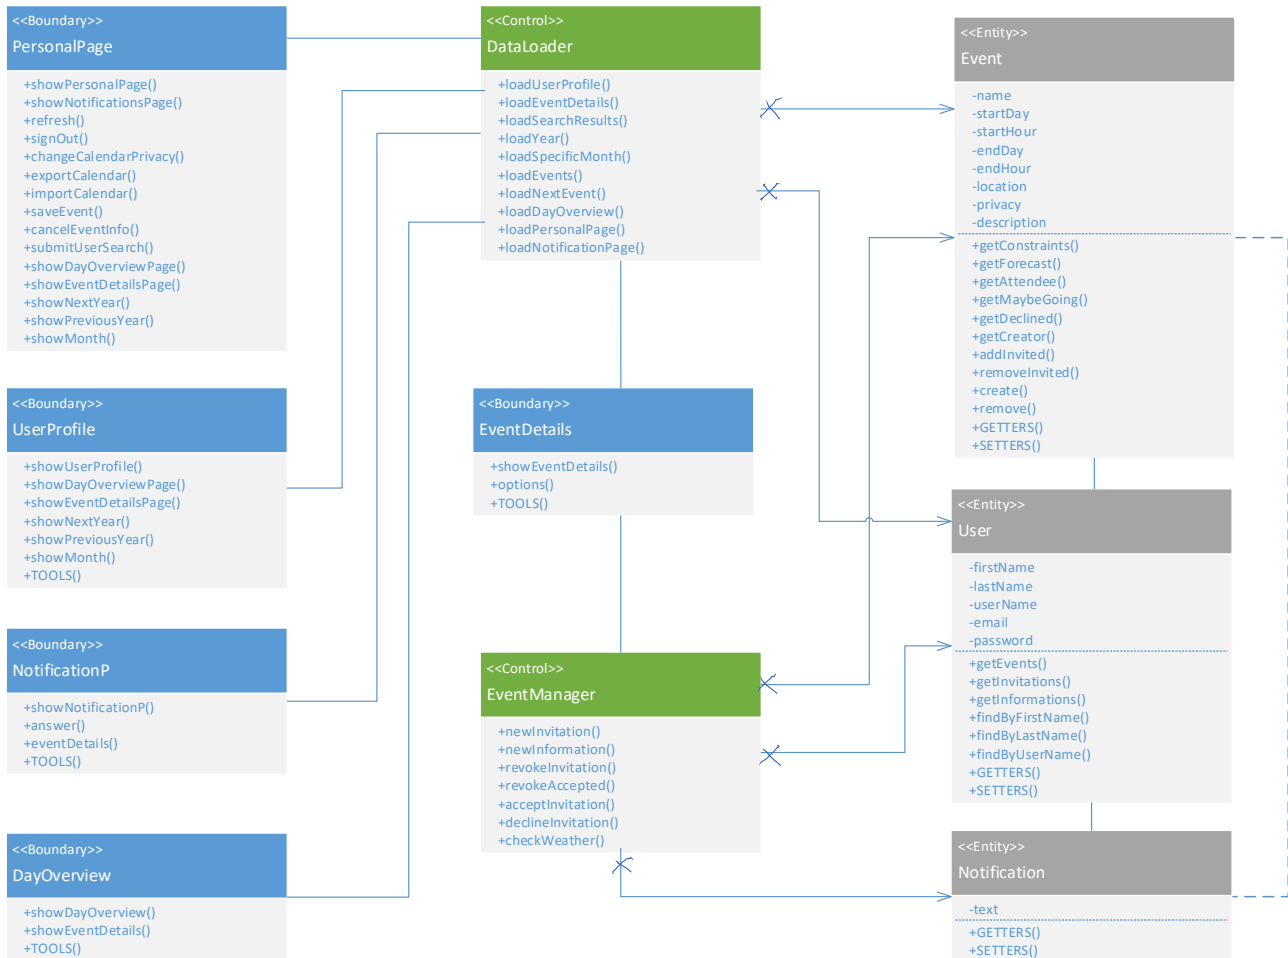 <<Boundary>>
PersonalPage
+showPersonalPage()
+showNotificationsPage()
+refresh()
+signOut()
+changeCalendarPrivacy()
+exportCalendar()
+importCalendar()
+saveEvent()
+cancelEventInfo()
+submitUserSearch()
+showDayOverviewPage()
+showEventDetailsPage()
+showNextYear()
+showPreviousYear()
+showMonth()
<<Boundary>>
UserProfile
+showUserProfile()
+showDayOverviewPage()
+showEventDetailsPage()
+showNextYear()
+showPreviousYear()
+showMonth()
+TOOLS()
<<Boundary>>
NotificationP
+showNotificationP()
+answer()
+eventDetails()
+TOOLS()
<<Boundary>>
DayOverview
+showDayOverview()
+showEventDetails()
+TOOLS()
<<Control>>
DataLoader
+loadUserProfile()
+loadEventDetails()
+loadSearchResults()
+loadYear()
+loadSpecificMonth()
+loadEvents()
+loadNextEvent()
+loadDayOverview()
+loadPersonalPage()
+loadNotificationPage()
<<Boundary>>
EventDetails
+showEventDetails()
+options()
+TOOLS()
<<Control>>
EventManager
+newInvitation()
+newInformation()
+revokeInvitation()
+revokeAccepted()
+acceptInvitation()
+declineInvitation()
+checkWeather()
<<Entity>>
Event
-name
-startDay
-startHour
-endDay
-endHour
-location
-privacy
-description
+getConstraints()
+getForecast()
+getAttendee()
+getMaybeGoing()
+getDeclined()
+getCreator()
+addInvited()
+removeInvited()
+create()
+remove()
+GETTERS()
+SETTERS()
<<Entity>>
User
-firstName
-lastName
-userName
-email
-password
+getEvents()
+getInvitations()
+getInformations()
+findByFirstName()
+findByLastName()
+findByUserName()
+GETTERS()
+SETTERS()
<<Entity>>
Notification
-text
+GETTERS()
+SETTERS()